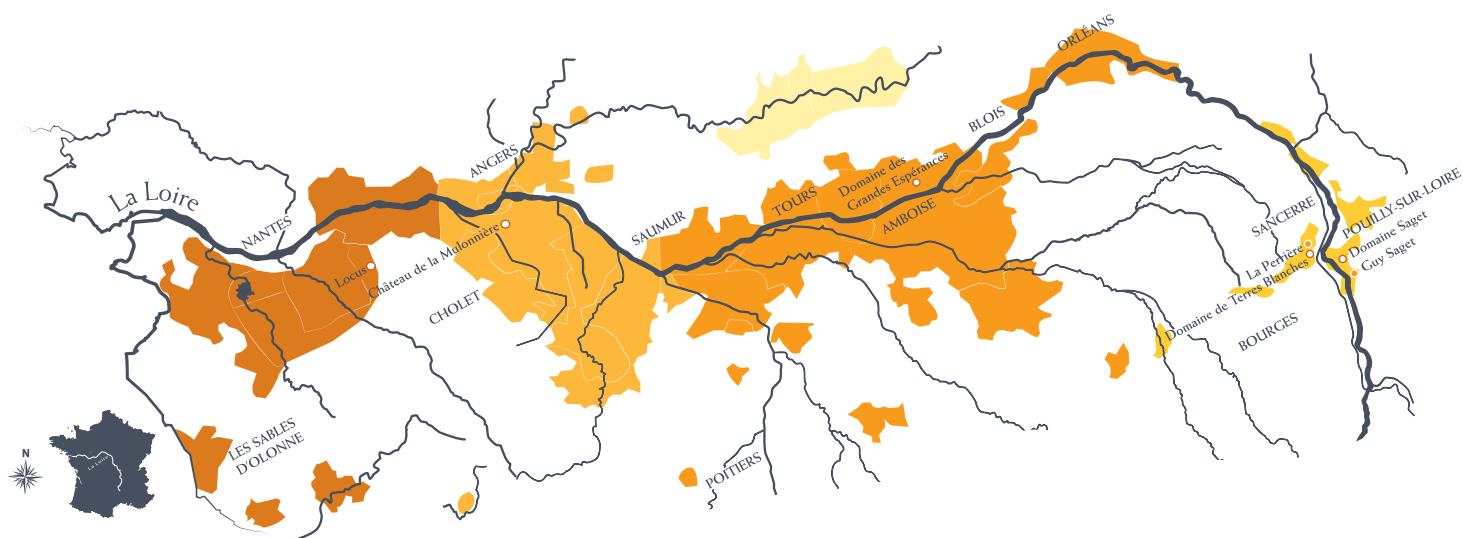 La Loire
NANTES
ANGERS
SAUMUR
TOURS
Domaine des
Grandes Espérances
AMBOISE
BLOIS
ORLÉANS
Locus
Château de la Mulonnière
CHOLET
SANCERRE
POUILLY-SUR-LOIRE
Domaine Saget
Guy Saget
La Perrière
Domaine de Terres Blanches
BOURGES
LES SABLES
D'OLONNE
POITIERS
N
La Loire